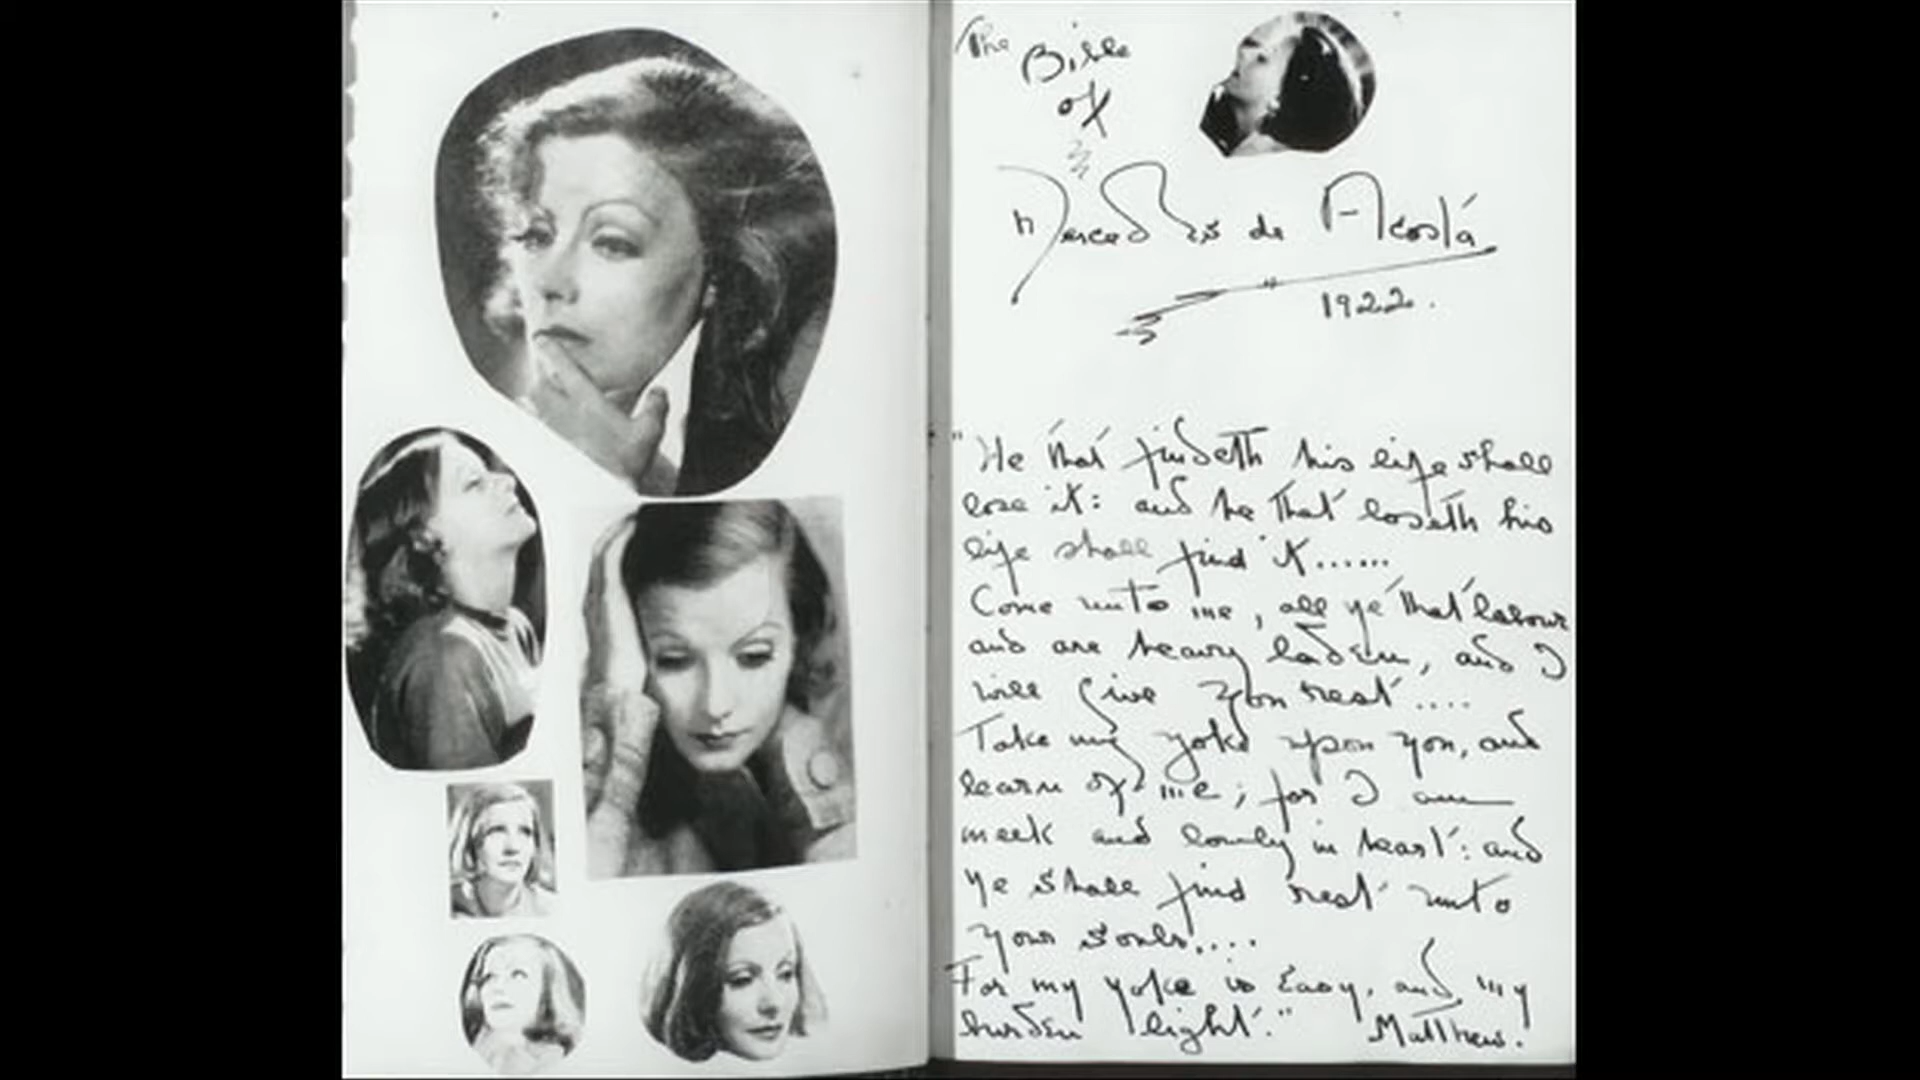 The Bible
of
Mercedes de Acosta
1922.
"He that findeth his life shall
lose it: and he that loseth his
life shall find it......
Come unto me, all ye that labour
and are heavy laden, and I
will give you rest....
Take my yoke upon you, and
learn of me; for I am
meek and lowly in heart: and
ye shall find rest unto
your souls....
For my yoke is easy, and my
burden light."
Matthew.